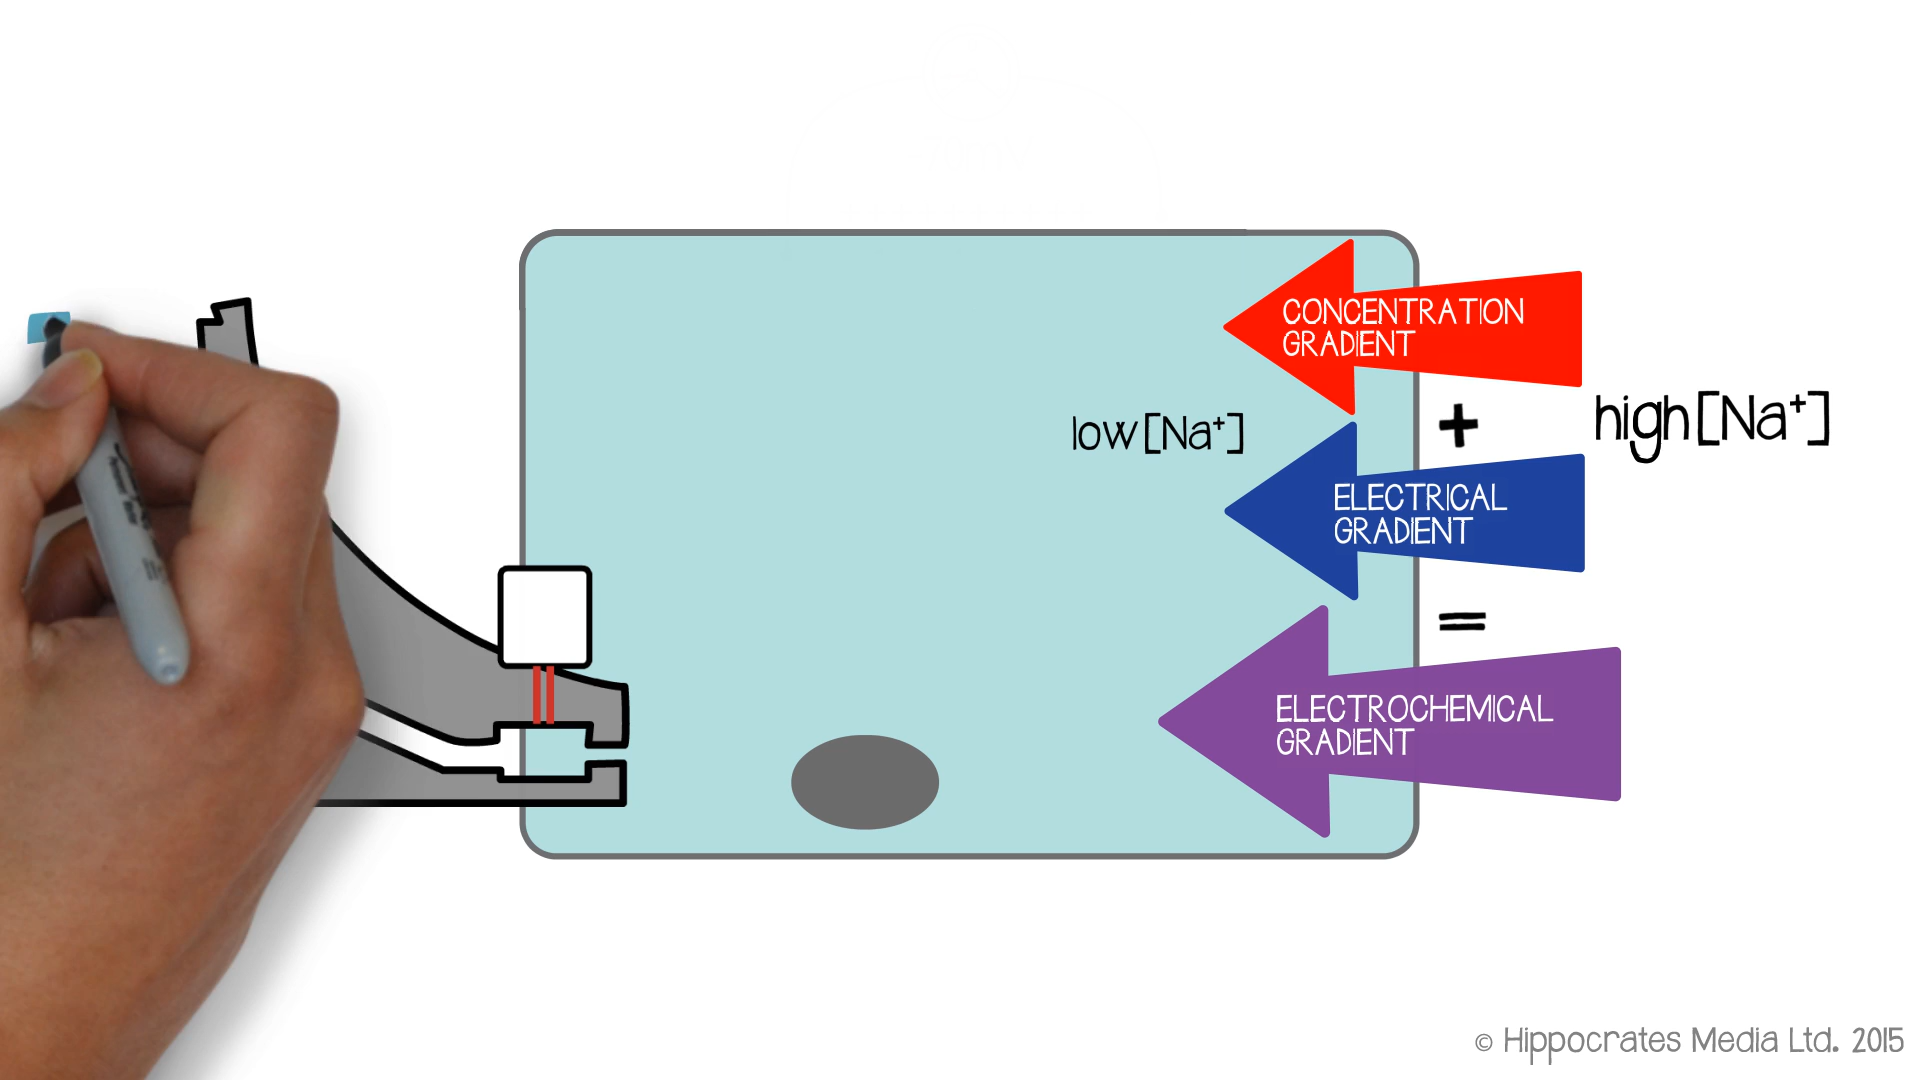 CONCENTRATION
GRADIENT
low[Na⁺]
+
high[Na⁺]
ELECTRICAL
GRADIENT
=
ELECTROCHEMICAL
GRADIENT
© Hippocrates Media Ltd. 2015